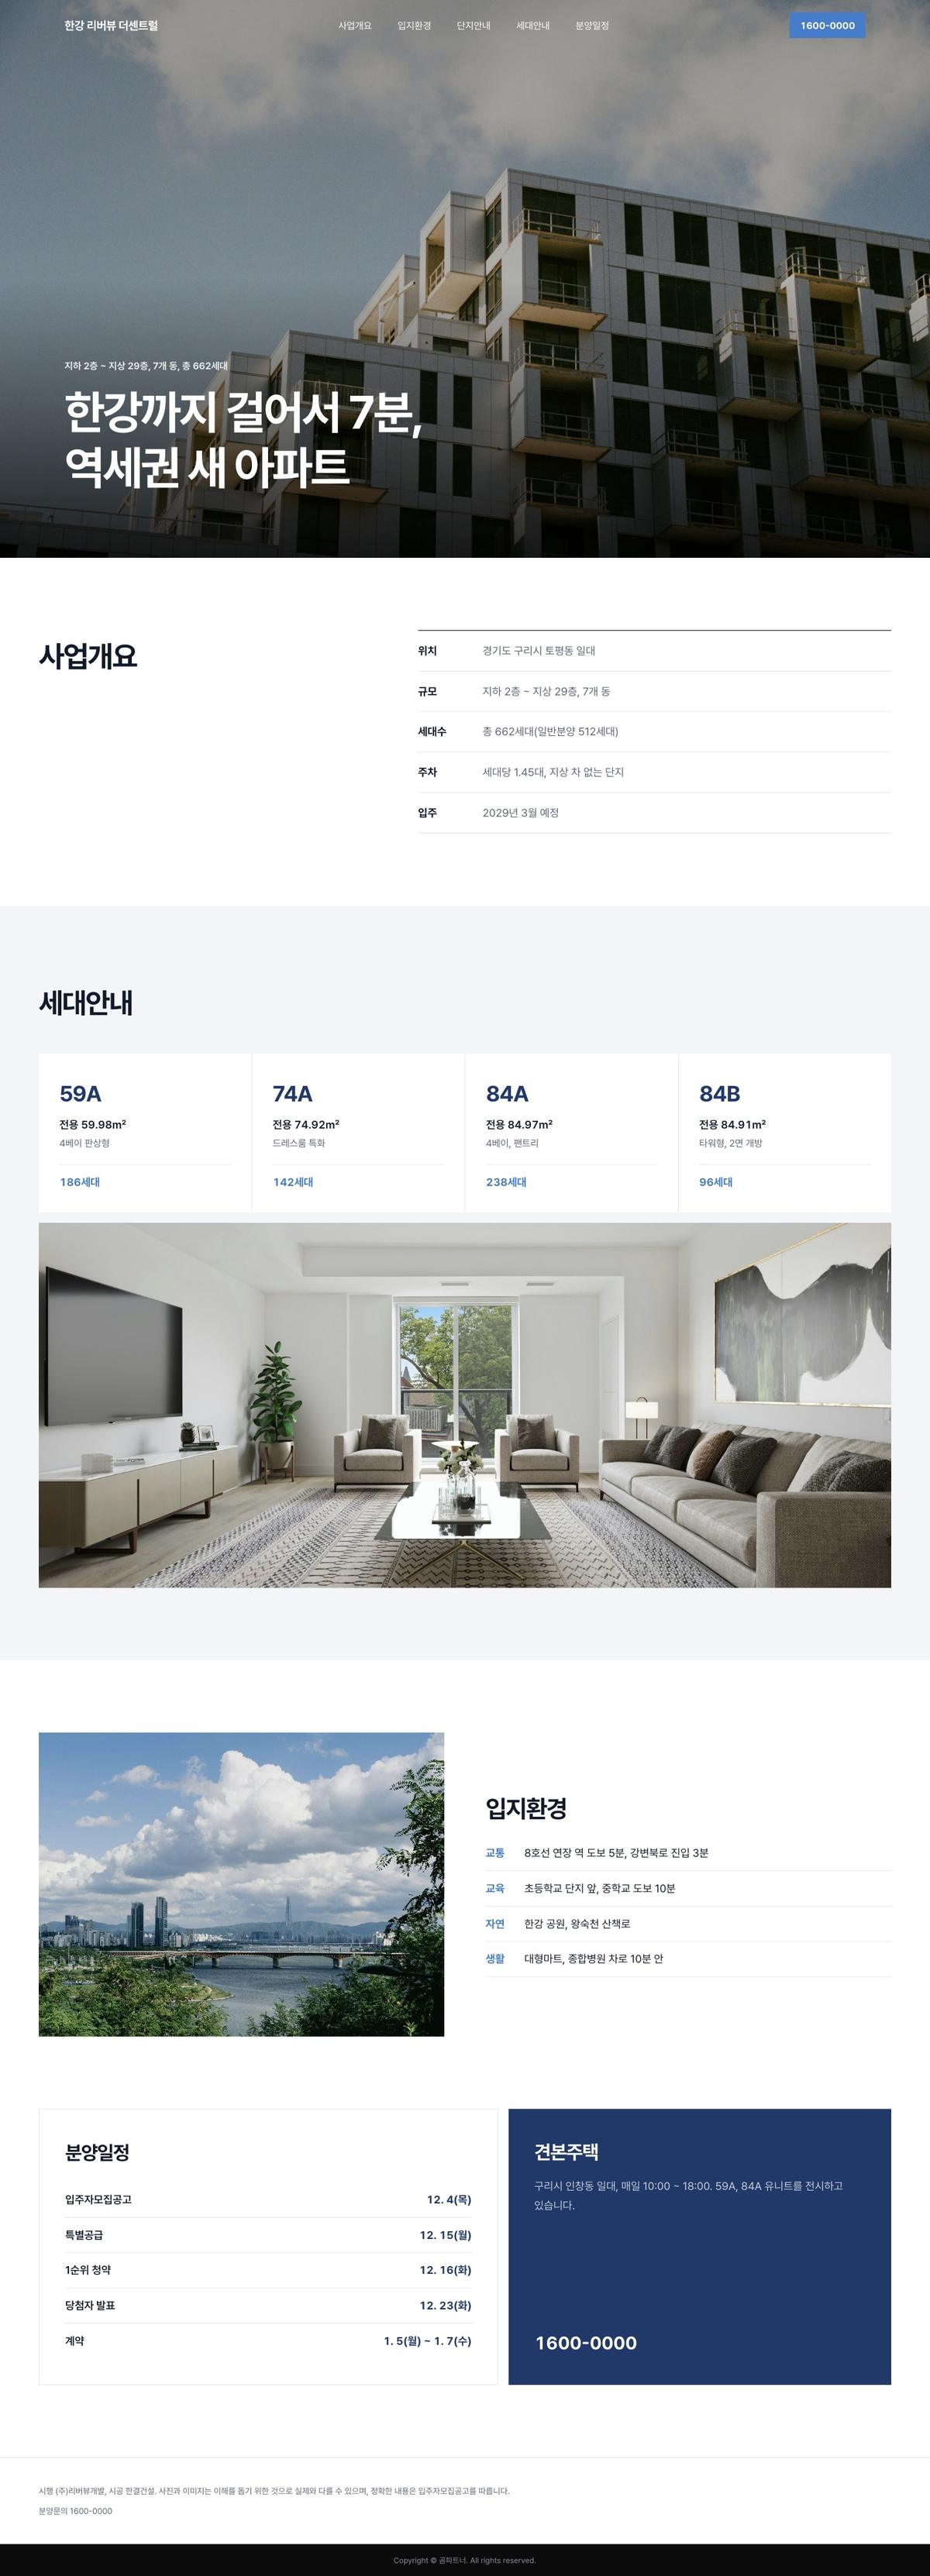 한강 리버뷰 더센트럴
사업개요
입지환경
단지안내
세대안내
분양일정
1600-0000
지하 2층 ~ 지상 29층, 7개 동, 총 662세대
한강까지 걸어서 7분,
역세권 새 아파트
사업개요
위치 경기도 구리시 토평동 일대
규모 지하 2층 ~ 지상 29층, 7개 동
세대수 총 662세대(일반분양 512세대)
주차 세대당 1.45대, 지상 차 없는 단지
입주 2029년 3월 예정
세대안내
59A
전용 59.98m²
4베이 판상형
186세대
74A
전용 74.92m²
드레스룸 특화
142세대
84A
전용 84.97m²
4베이, 팬트리
238세대
84B
전용 84.91m²
타워형, 2면 개방
96세대
입지환경
교통 8호선 연장 역 도보 5분, 강변북로 진입 3분
교육 초등학교 단지 앞, 중학교 도보 10분
자연 한강 공원, 왕숙천 산책로
생활 대형마트, 종합병원 차로 10분 안
분양일정
입주자모집공고 12. 4(목)
특별공급 12. 15(월)
1순위 청약 12. 16(화)
당첨자 발표 12. 23(화)
계약 1. 5(월) ~ 1. 7(수)
견본주택
구리시 인창동 일대, 매일 10:00 ~ 18:00. 59A, 84A 유니트를 전시하고
있습니다.
1600-0000
시행 (주)리버뷰개발, 시공 한결건설. 사진과 이미지는 이해를 돕기 위한 것으로 실제와 다를 수 있으며, 정확한 내용은 입주자모집공고를 따릅니다.
분양문의 1600-0000
Copyright © 곰파트너. All rights reserved.